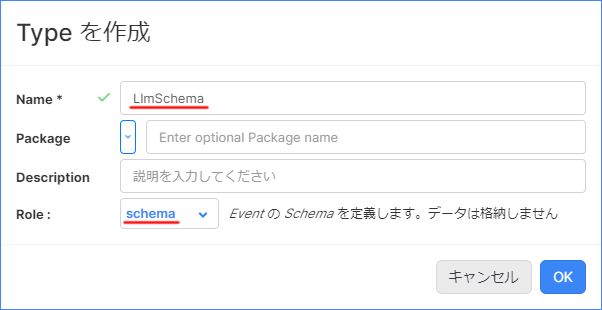 Type を作成
Name * LlmSchema
Package Enter optional Package name
Description 説明を入力してください
Role : schema Event の Schema を定義します。データは格納しません
キャンセル OK